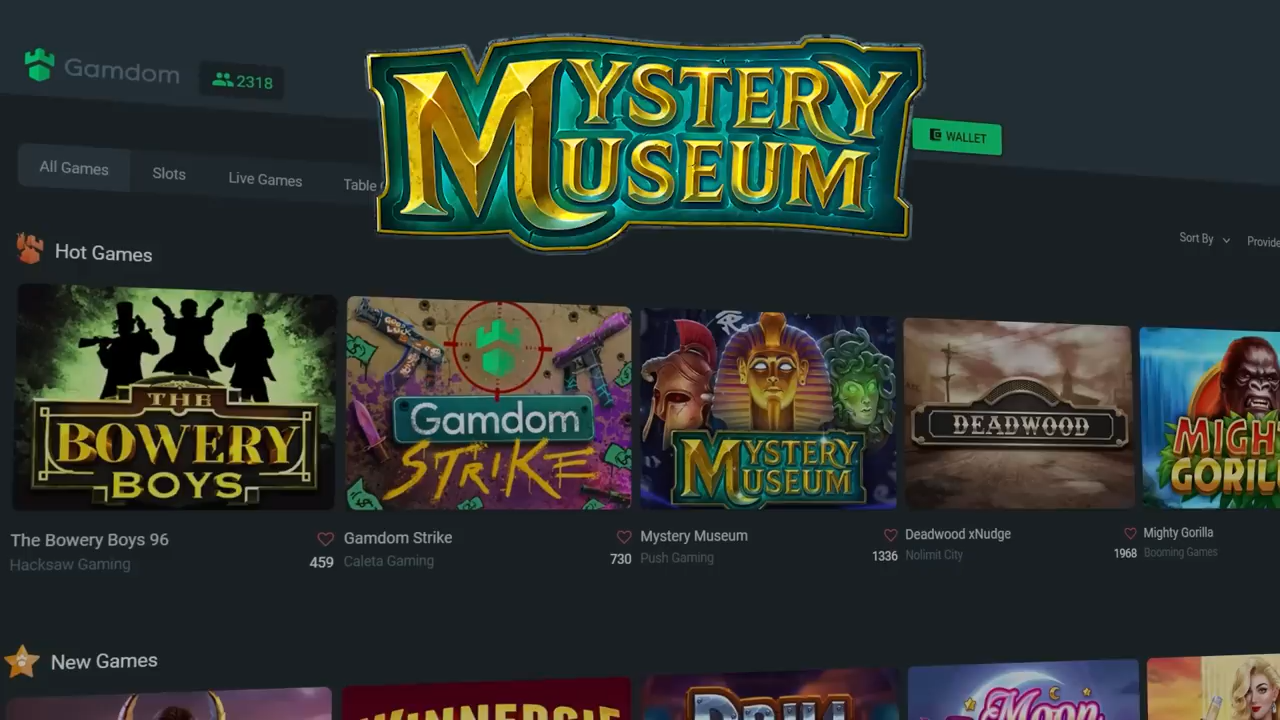 Gamdom
2318
MYSTERY
MUSEUM
WALLET
All Games
Slots
Live Games
Table
Sort By
Hot Games
THE
BOWERY
BOYS
Gamdom
STRIKE
MYSTERY
MUSEUM
DEADWOOD
The Bowery Boys 96
Hacksaw Gaming
459
Gamdom Strike
Caleta Gaming
730
Mystery Museum
Push Gaming
1336
Deadwood xNudge
Nolimit City
1968
Mighty Gorilla
Booming Games
New Games
Moon